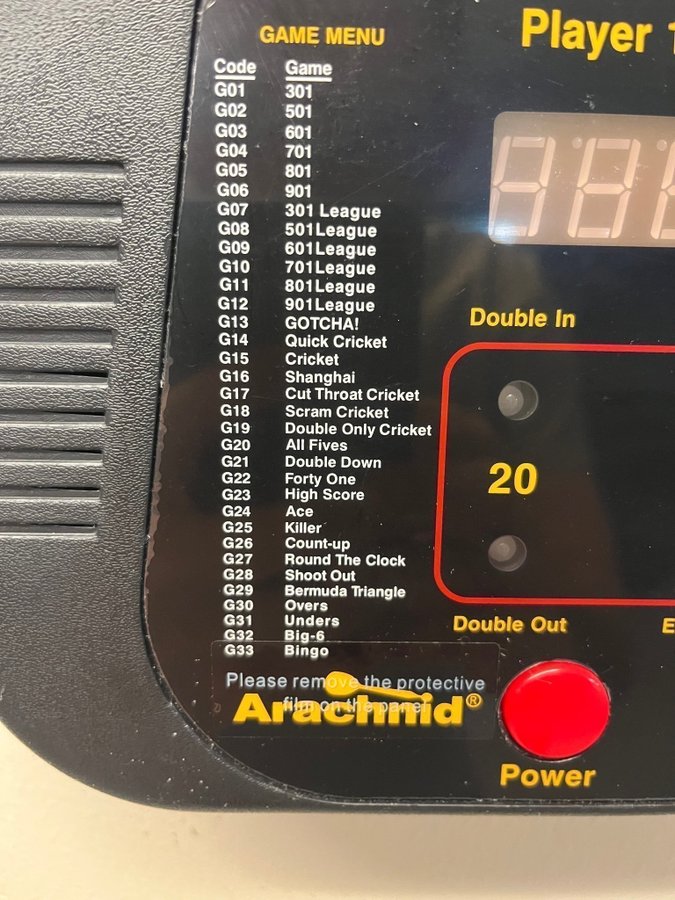 GAME MENU
Code Game
G01 301
G02 501
G03 601
G04 701
G05 801
G06 901
G07 301 League
G08 501League
G09 601League
G10 701League
G11 801League
G12 901League
G13 GOTCHA!
G14 Quick Cricket
G15 Cricket
G16 Shanghai
G17 Cut Throat Cricket
G18 Scram Cricket
G19 Double Only Cricket
G20 All Fives
G21 Double Down
G22 Forty One
G23 High Score
G24 Ace
G25 Killer
G26 Count-up
G27 Round The Clock
G28 Shoot Out
G29 Bermuda Triangle
G30 Overs
G31 Unders
G32 Big-6
G33 Bingo
Please remove the protective
film on the panel
Arachnid®
Player 1
Double In
20
Double Out
E
Power